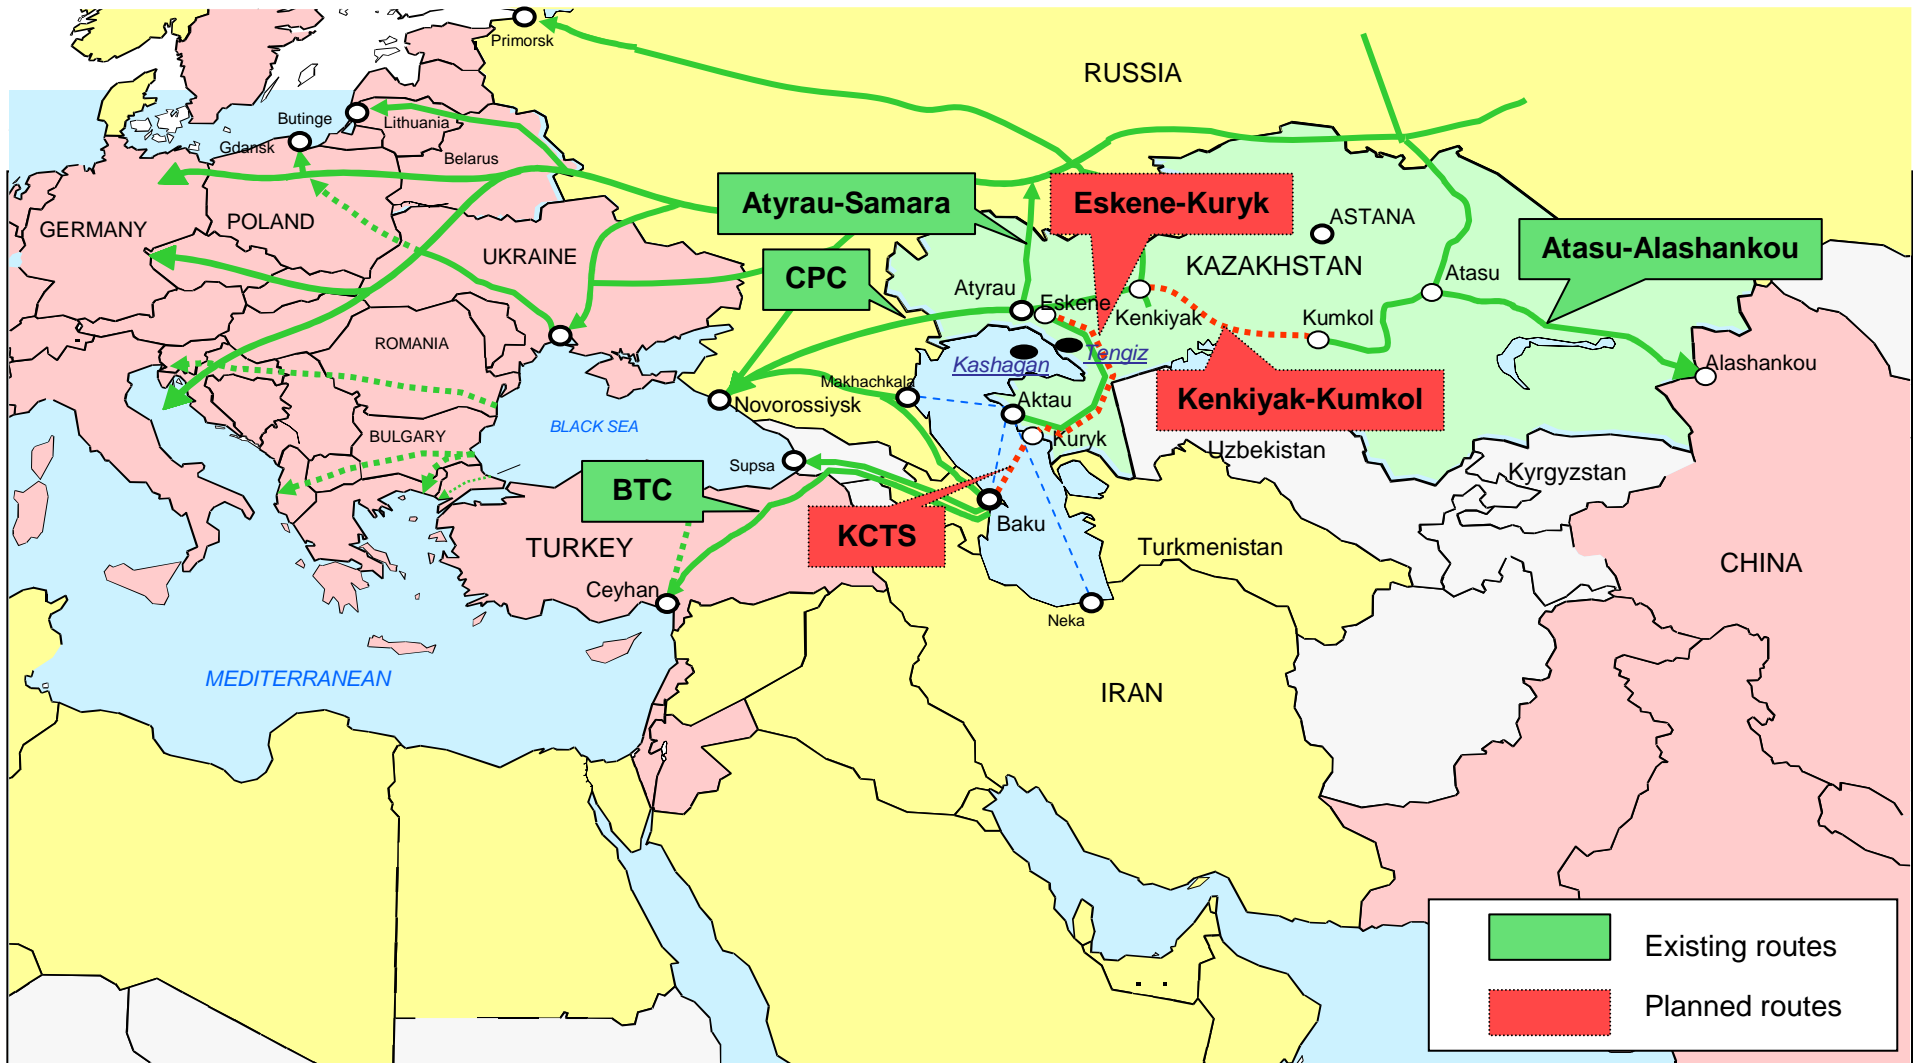 Primorsk
RUSSIA
Butinge
Lithuania
Gdansk
Belarus
Atyrau-Samara
Eskene-Kuryk
ASTANA
GERMANY
POLAND
UKRAINE
Atasu-Alashankou
CPC
KAZAKHSTAN
Atasu
Atyrau
Eskene
Kenkiyak
Kumkol
ROMANIA
Kashagan
Tengiz
Alashankou
Makhachkala
Novorossiysk
Aktau
Kenkiyak-Kumkol
BLACK SEA
BULGARY
Kuryk
Uzbekistan
Supsa
Kyrgyzstan
BTC
Baku
KCTS
TURKEY
Turkmenistan
CHINA
Ceyhan
Neka
MEDITERRANEAN
IRAN
Existing routes
Planned routes